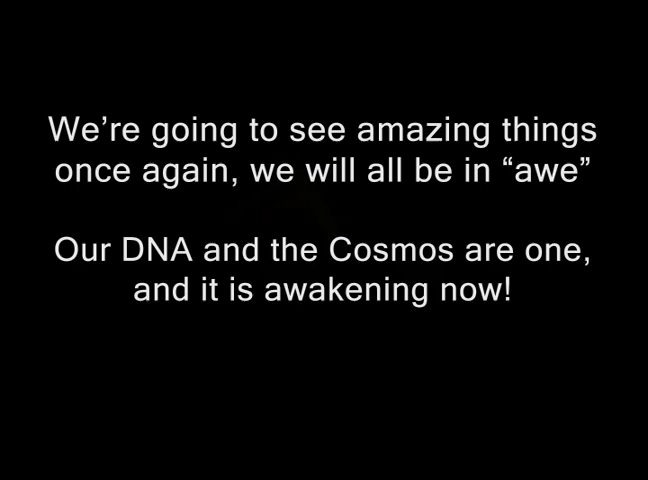 We’re going to see amazing things
once again, we will all be in “awe”
Our DNA and the Cosmos are one,
and it is awakening now!